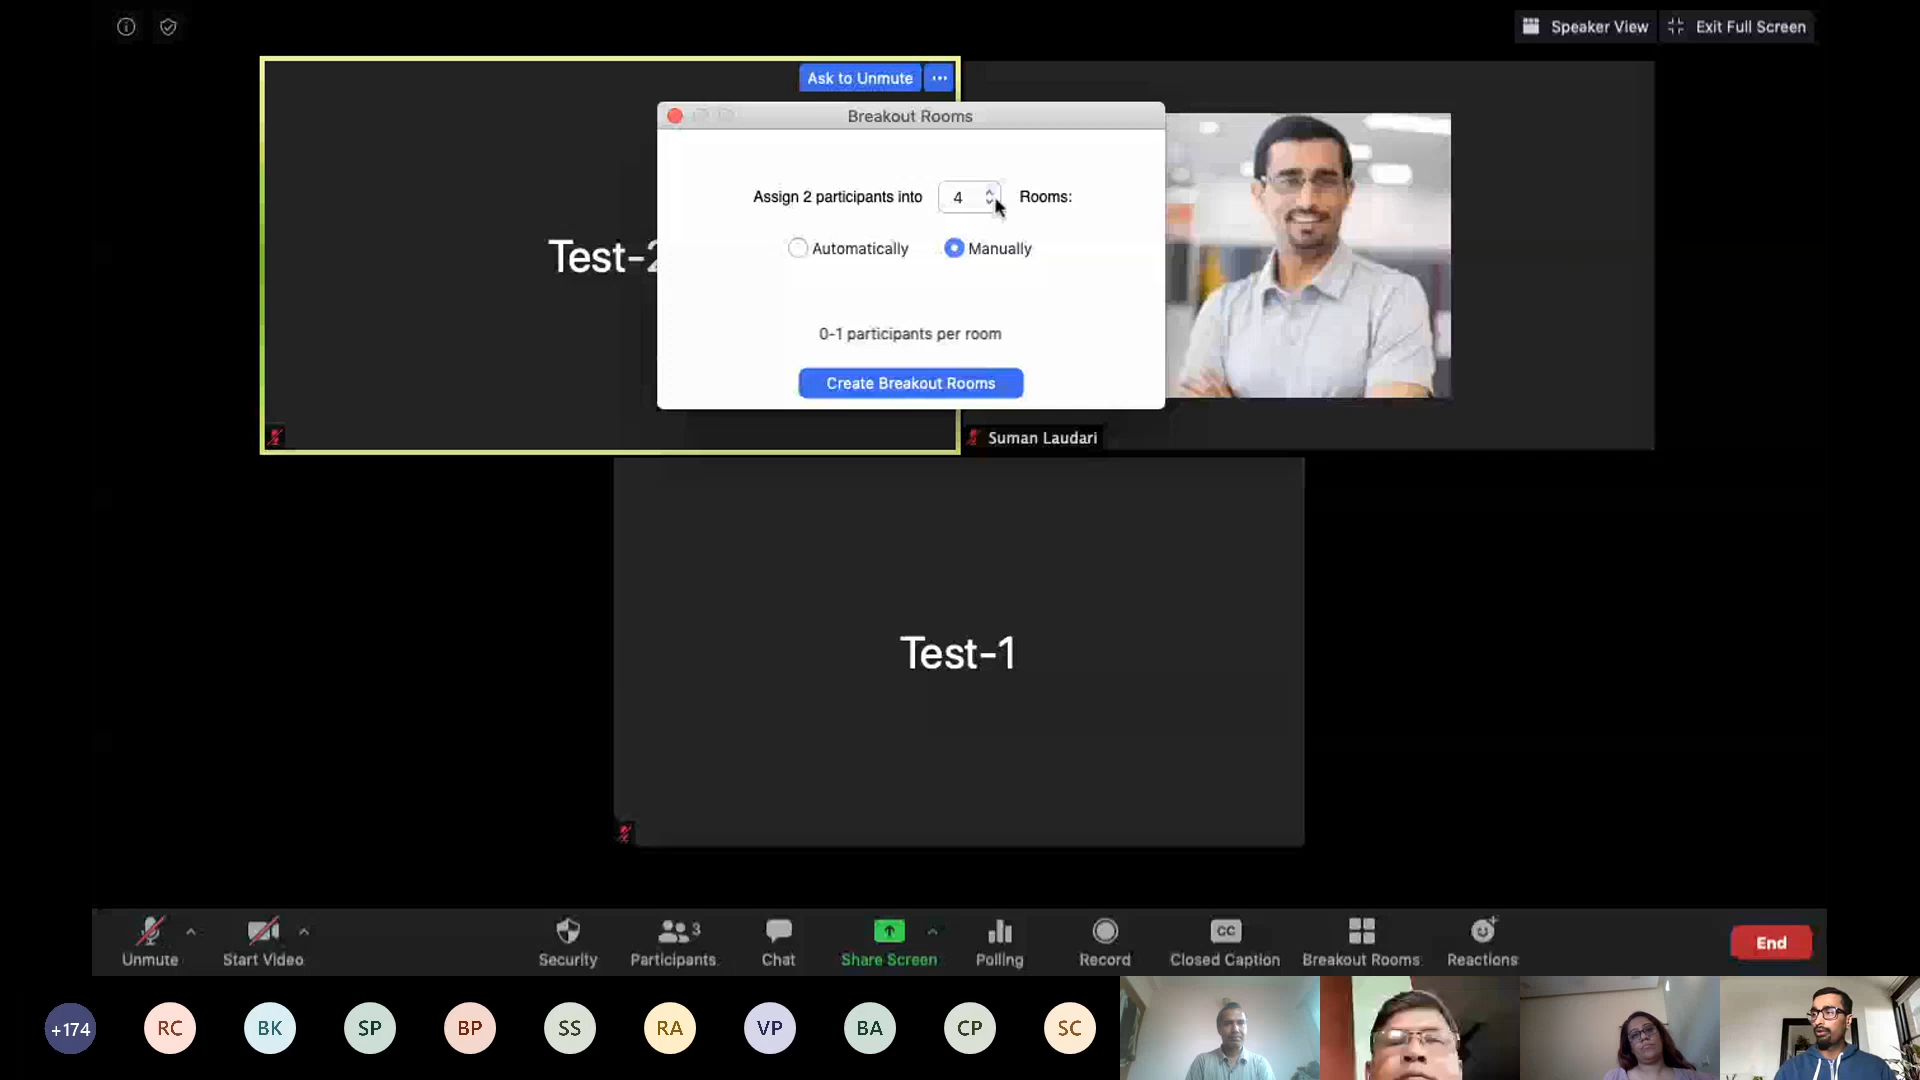 Speaker View
Exit Full Screen
Ask to Unmute
Breakout Rooms
Assign 2 participants into 4 Rooms:
Automatically
Manually
0-1 participants per room
Create Breakout Rooms
Test-2
Suman Laudari
Test-1
Unmute
Start Video
Security
Participants
3
Chat
Share Screen
Polling
Record
CC
Closed Caption
Breakout Rooms
Reactions
End
+174
RC
BK
SP
BP
SS
RA
VP
BA
CP
SC